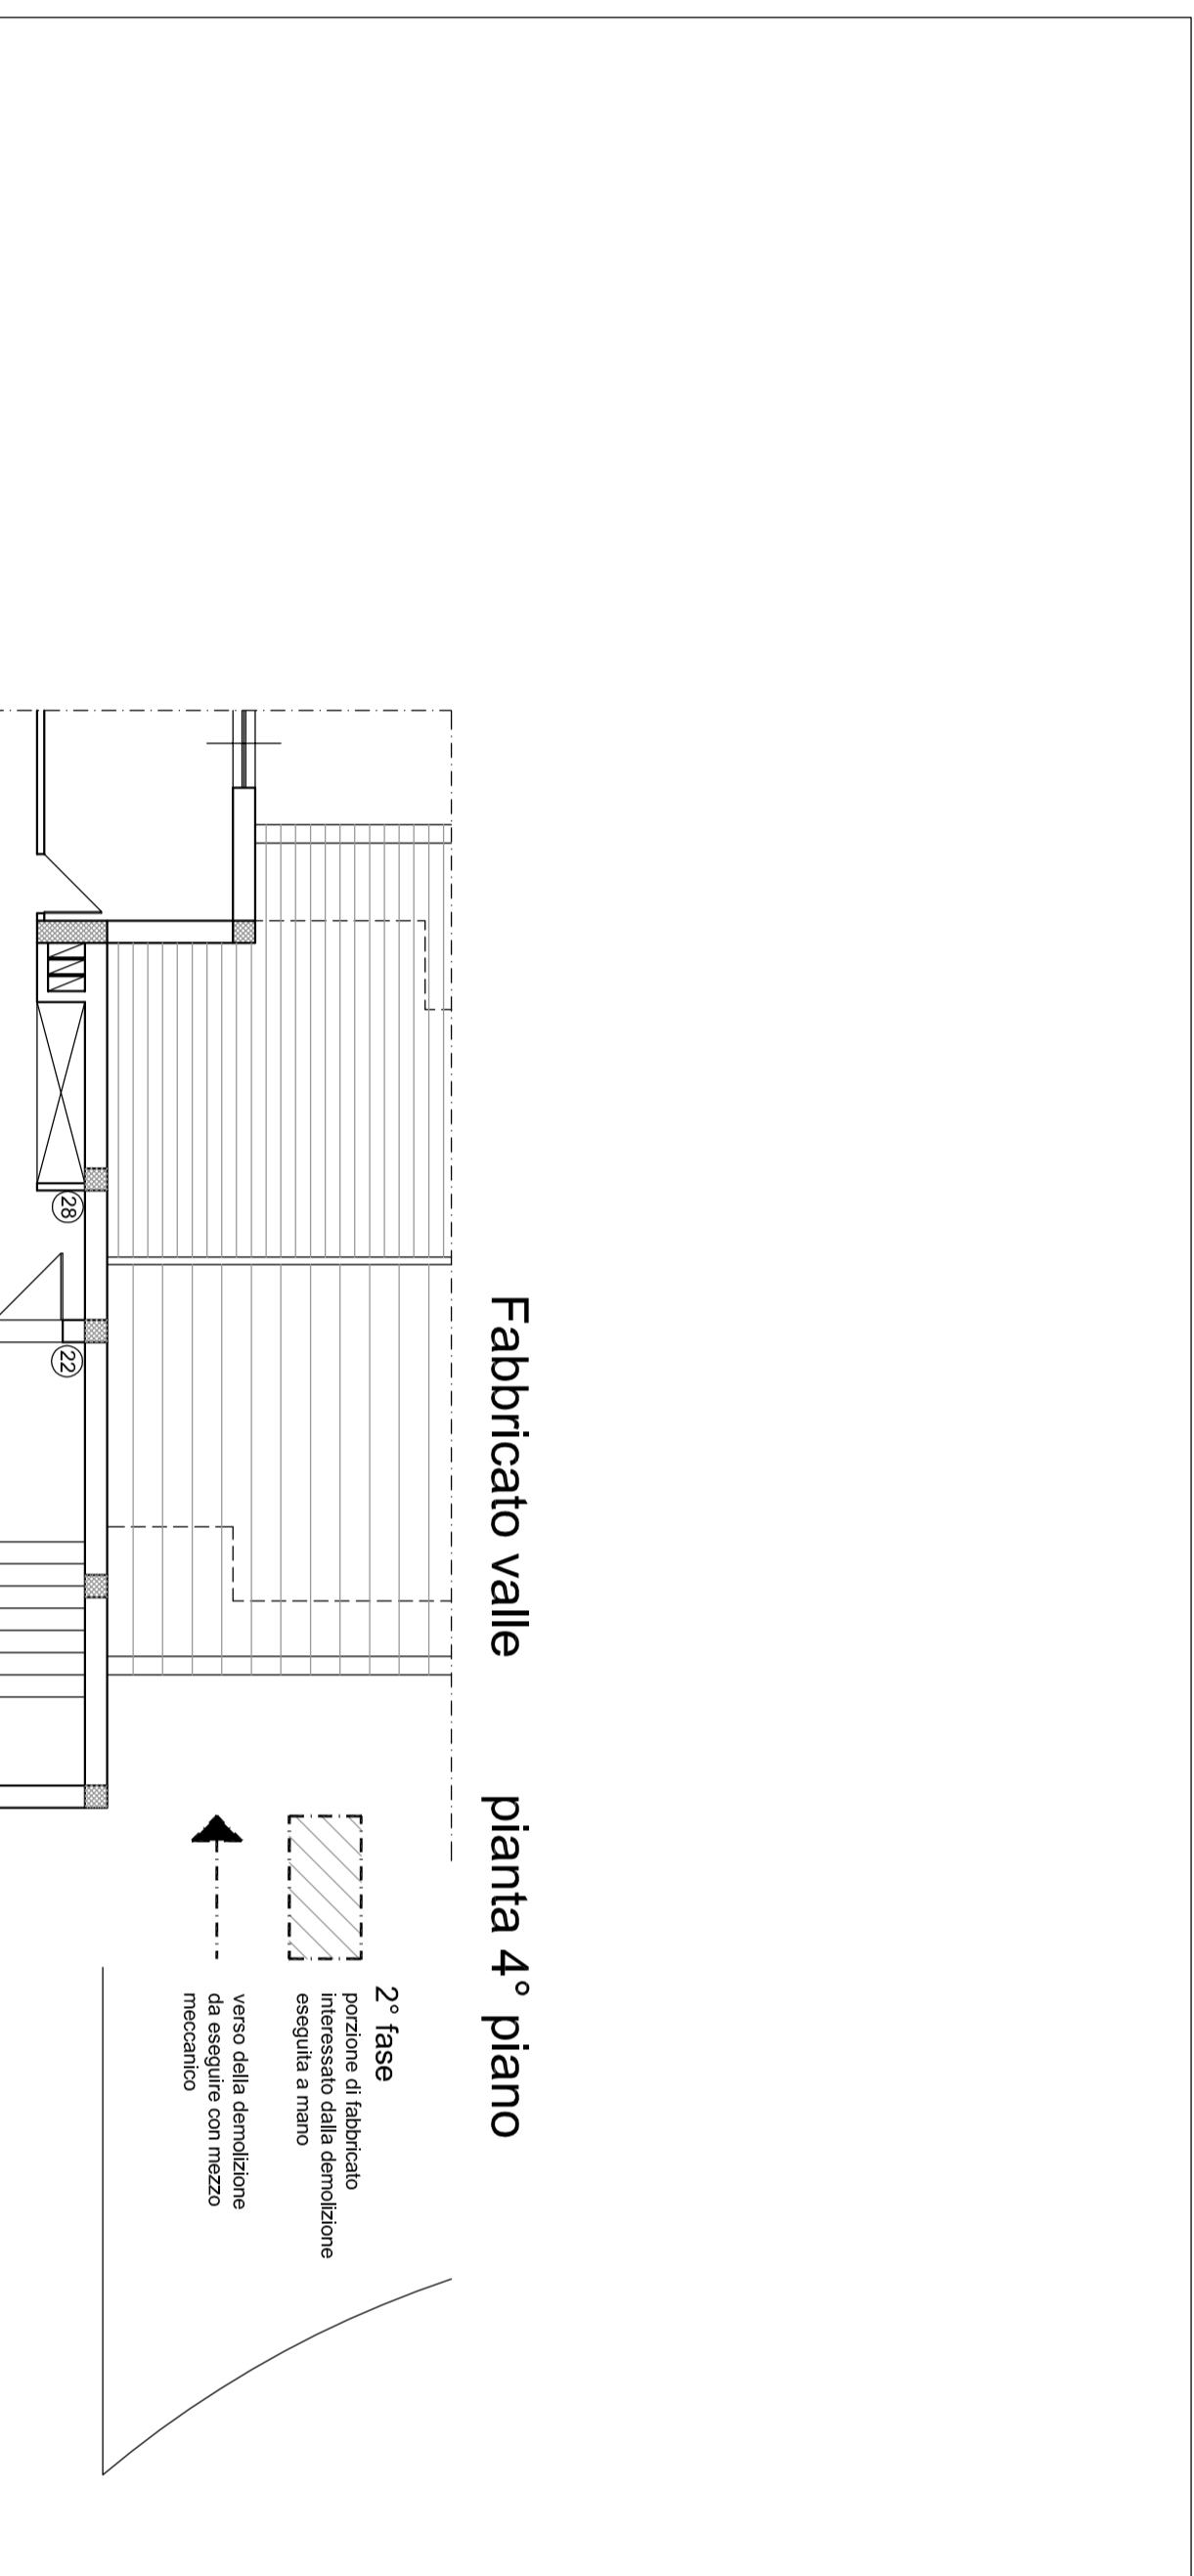 Fabbricato valle pianta 4° piano
2° fase
porzione di fabbricato
interessato dalla demolizione
eseguita a mano
verso della demolizione
da eseguire con mezzo
meccanico
28
22